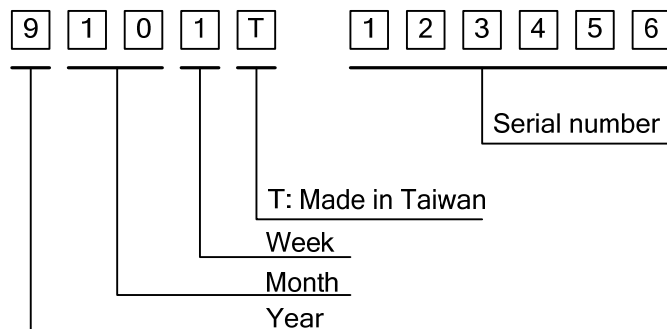 9 1 0 1 T 1 2 3 4 5 6
Serial number
T: Made in Taiwan
Week
Month
Year